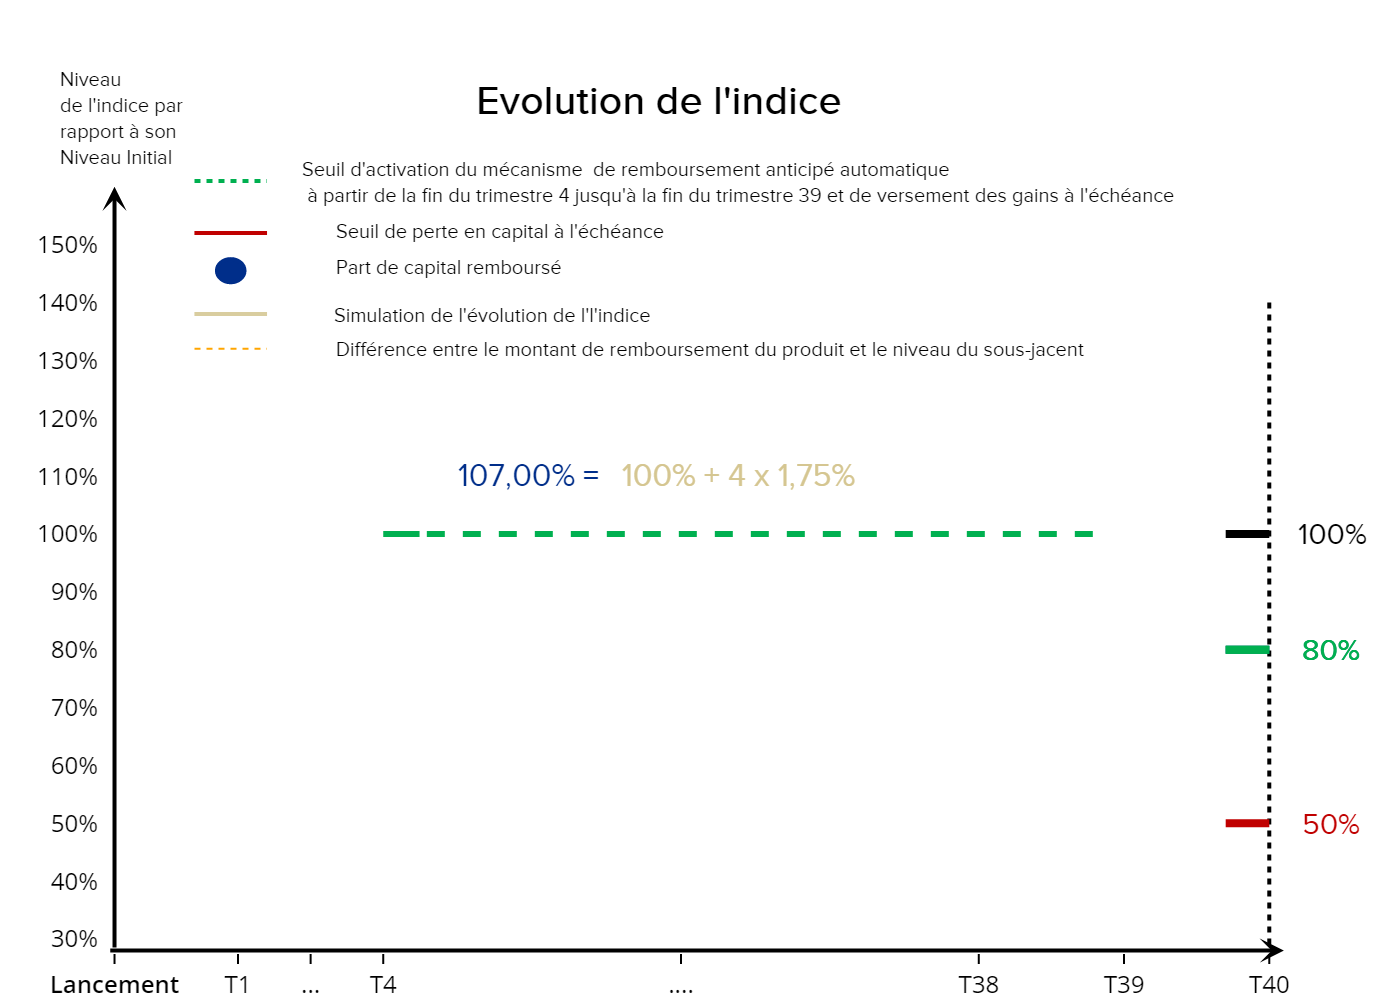 Niveau
de l'indice par
rapport à son
Niveau Initial
Evolution de l'indice
Seuil d'activation du mécanisme  de remboursement anticipé automatique
à partir de la fin du trimestre 4 jusqu'à la fin du trimestre 39 et de versement des gains à l'échéance
Seuil de perte en capital à l'échéance
Part de capital remboursé
Simulation de l'évolution de l'l'indice
Différence entre le montant de remboursement du produit et le niveau du sous-jacent
150%
140%
130%
120%
110%
107,00% = 100% + 4 x 1,75%
100%
100%
90%
80%
80%
70%
60%
50%
50%
40%
30%
Lancement T1 ... T4 .... T38 T39 T40